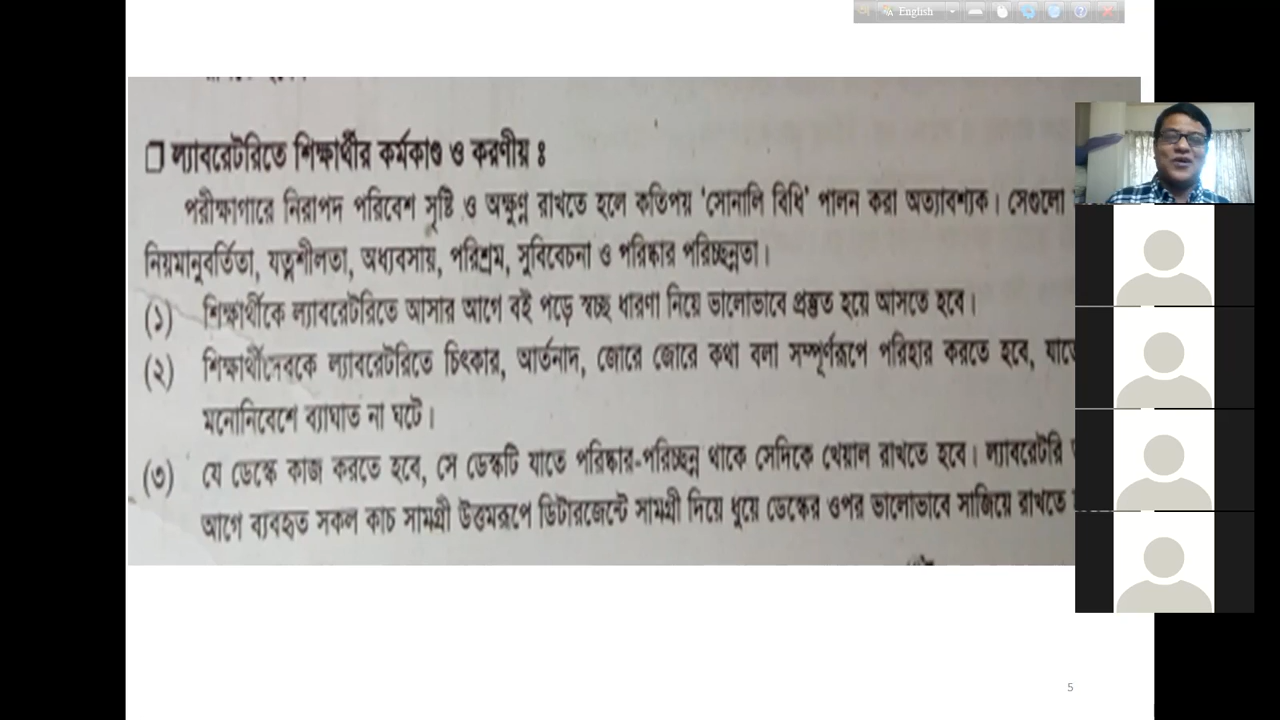 English
□ ল্যাবরেটরিতে শিক্ষার্থীর কর্মকাণ্ড ও করণীয় ঃ
পরীক্ষাগারে নিরাপদ পরিবেশ সৃষ্টি ও অক্ষুণ্ণ রাখতে হলে কতিপয় 'সোনালি বিধি' পালন করা অত্যাবশ্যক। সেগুলো
নিয়মানুবর্তিতা, যত্নশীলতা, অধ্যবসায়, পরিশ্রম, সুবিবেচনা ও পরিষ্কার পরিচ্ছন্নতা।
(১) শিক্ষার্থীকে ল্যাবরেটরিতে আসার আগে বই পড়ে স্বচ্ছ ধারণা নিয়ে ভালোভাবে প্রস্তুত হয়ে আসতে হবে।
(২) শিক্ষার্থীদেরকে ল্যাবরেটরিতে চিৎকার, আর্তনাদ, জোরে জোরে কথা বলা সম্পূর্ণরূপে পরিহার করতে হবে,
মনোনিবেশে ব্যাঘাত না ঘটে।
(৩) যে ডেস্কে কাজ করতে হবে, সে ডেস্কটি যাতে পরিষ্কার-পরিচ্ছন্ন থাকে সেদিকে খেয়াল রাখতে হবে। ল্যাবরেটরি
আগে ব্যবহৃত সকল কাচ সামগ্রী উত্তমরূপে ডিটারজেন্টে সামগ্রী দিয়ে ধুয়ে ডেস্কের ওপর ভালোভাবে সাজিয়ে রাখতে
5